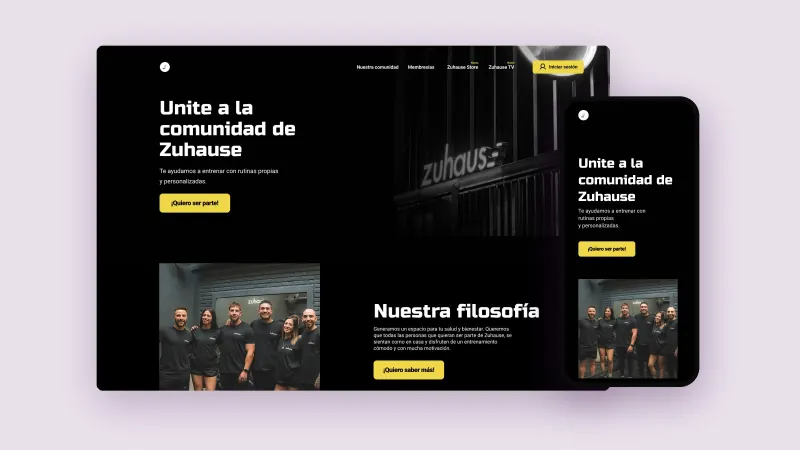 Nuestra comunidad
Membresías
Zuhause Store
Zuhause TV
Iniciar sesión
Unite a la
comunidad de
Zuhause
Te ayudamos a entrenar con rutinas propias
y personalizadas.
¡Quiero ser parte!
zuhause
Nuestra filosofía
Generamos un espacio para tu salud y bienestar. Queremos
que todas las personas que quieran ser parte de Zuhause, se
sientan como en casa y disfruten de un entrenamiento
cómodo y con mucha motivación.
¡Quiero saber más!
Unite a la
comunidad de
Zuhause
Te ayudamos a entrenar con
rutinas propias
y personalizadas.
¡Quiero ser parte!